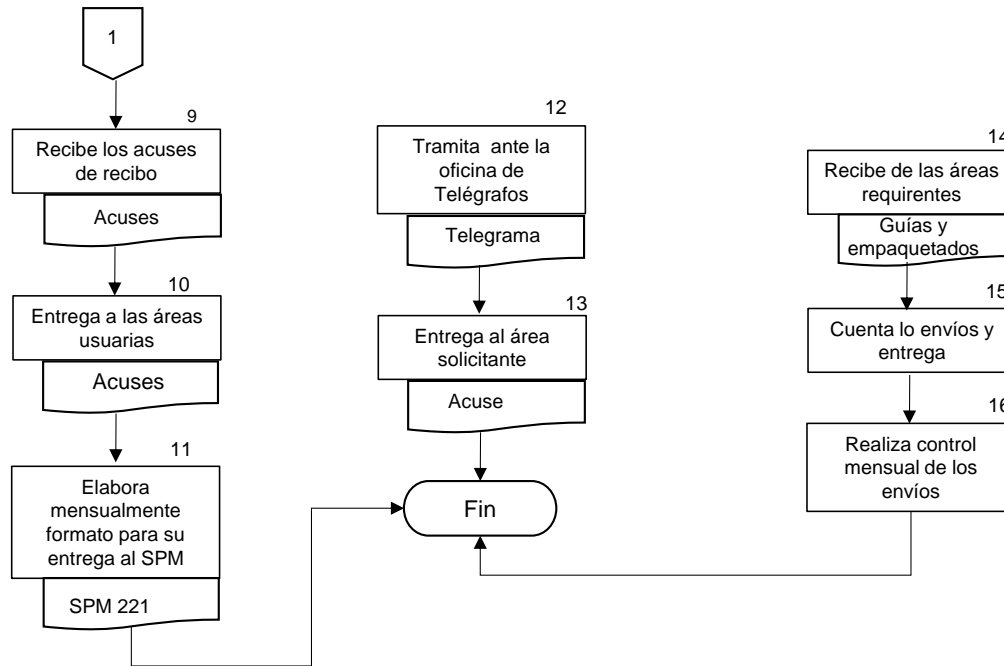 1
9
Recibe los acuses
de recibo
Acuses
10
Entrega a las áreas
usuarias
Acuses
11
Elabora
mensualmente
formato para su
entrega al SPM
SPM 221
12
Tramita ante la
oficina de
Telégrafos
Telegrama
13
Entrega al área
solicitante
Acuse
Fin
14
Recibe de las áreas
requirentes
Guías y
empaquetados
15
Cuenta lo envíos y
entrega
16
Realiza control
mensual de los
envíos